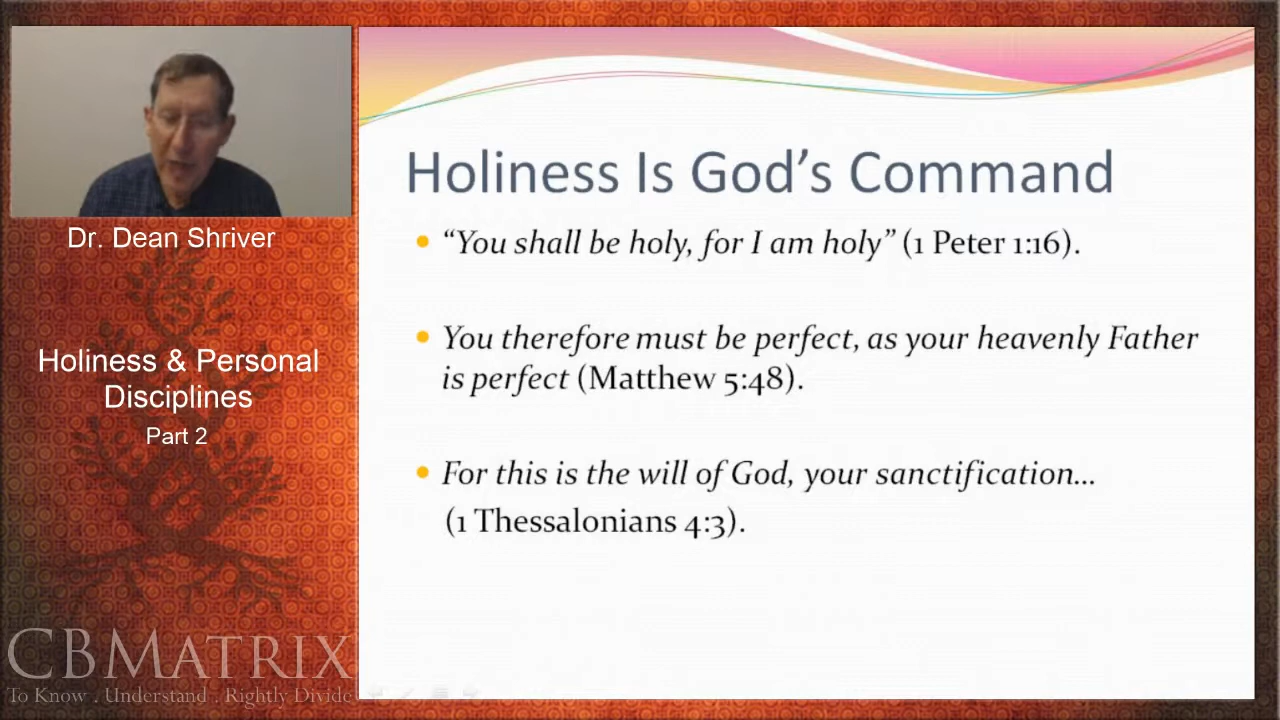 Dr. Dean Shriver
Holiness & Personal
Disciplines
Part 2
CBMATRIX
To Know . Understand . Rightly Divide
Holiness Is God’s Command
• “You shall be holy, for I am holy” (1 Peter 1:16).
• You therefore must be perfect, as your heavenly Father
is perfect (Matthew 5:48).
• For this is the will of God, your sanctification…
(1 Thessalonians 4:3).